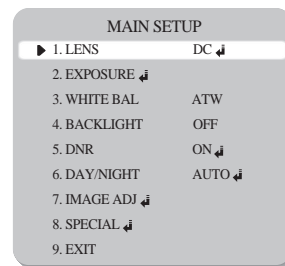 MAIN SETUP
1. LENS DC
2. EXPOSURE
3. WHITE BAL ATW
4. BACKLIGHT OFF
5. DNR ON
6. DAY/NIGHT AUTO
7. IMAGE ADJ
8. SPECIAL
9. EXIT